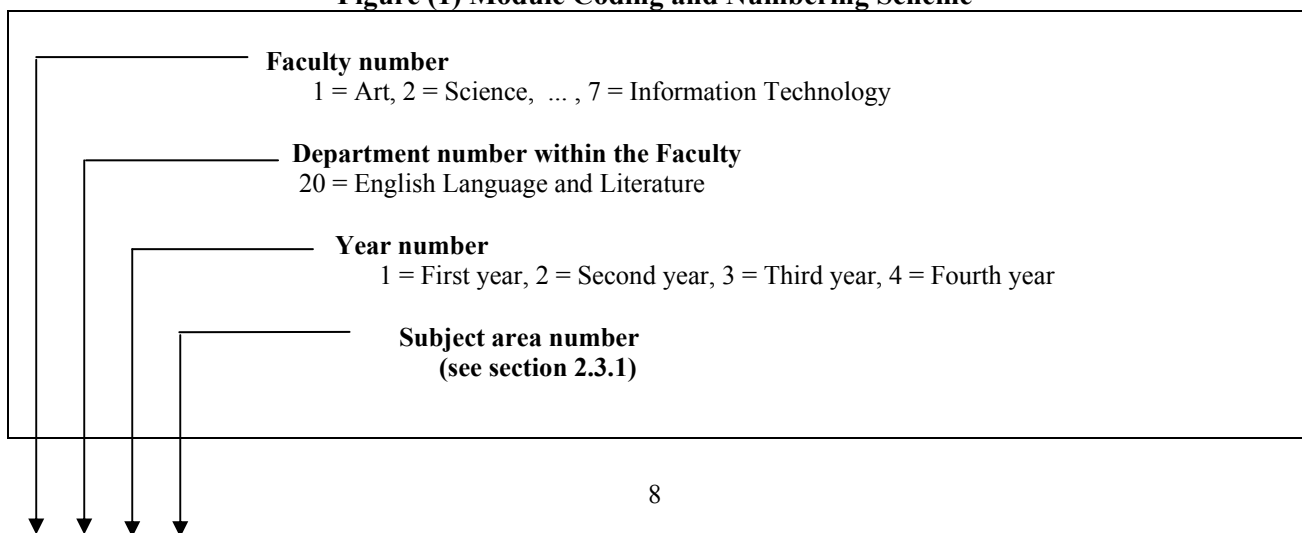 Figure (1) Module Coding and Numbering Scheme
Faculty number
1 = Art, 2 = Science, ... , 7 = Information Technology
Department number within the Faculty
20 = English Language and Literature
Year number
1 = First year, 2 = Second year, 3 = Third year, 4 = Fourth year
Subject area number
(see section 2.3.1)
8